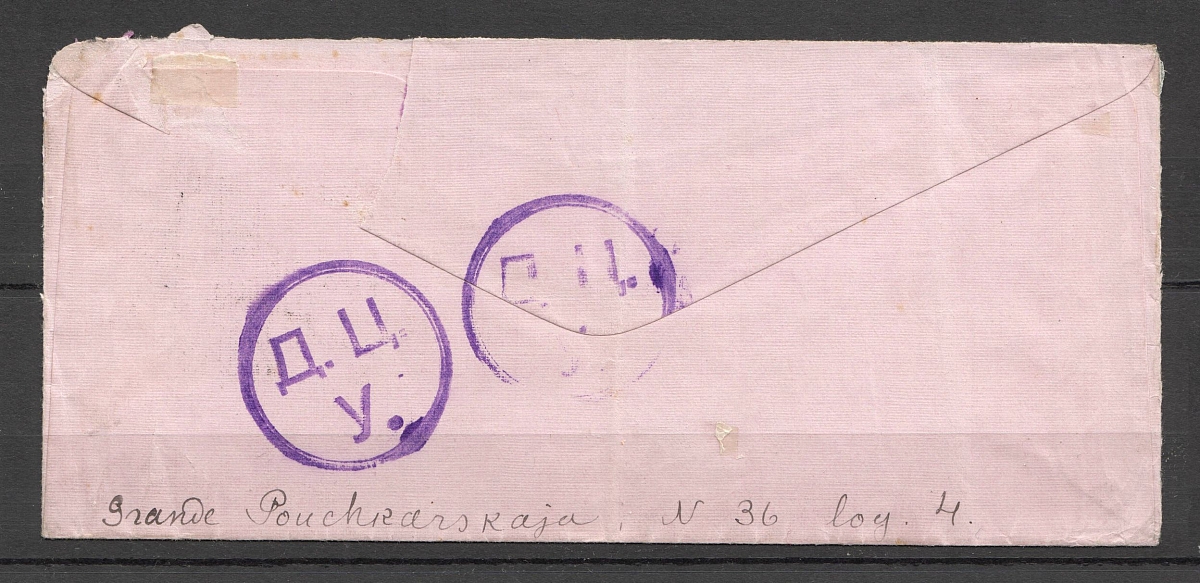 Д. Ц.
У.
Д. Ц.
Grande Pouchkarskaja, N 36 log. 4.